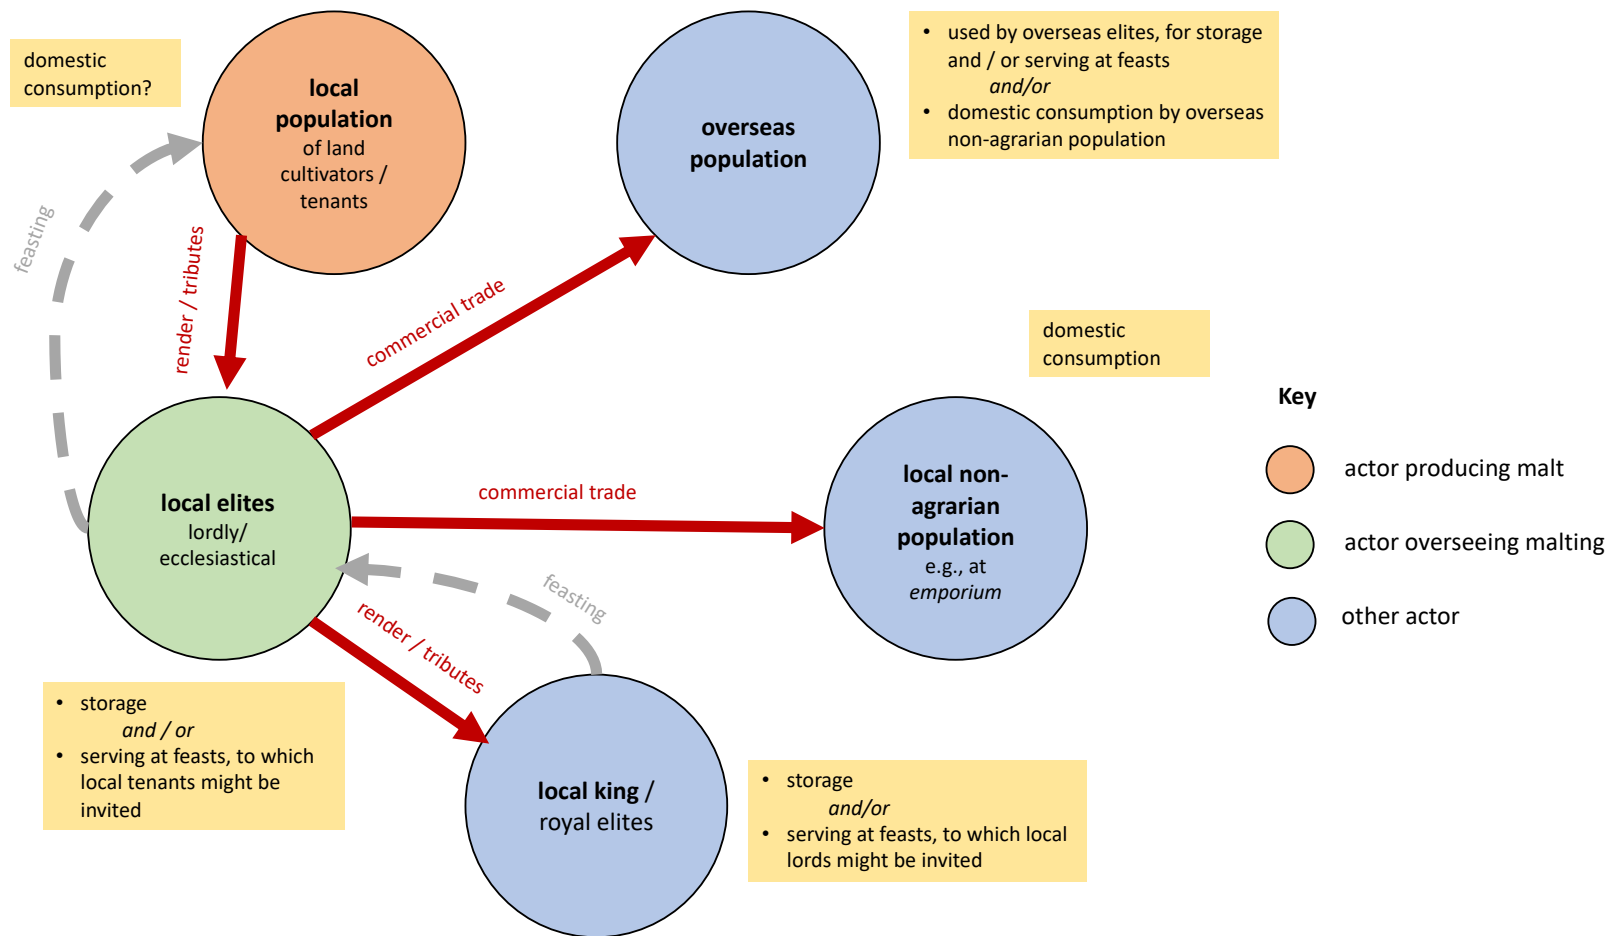 domestic
consumption?
local
population
of land
cultivators /
tenants
overseas
population
• used by overseas elites, for storage
and / or serving at feasts
and/or
• domestic consumption by overseas
non-agrarian population
feasting
render / tributes
commercial trade
domestic
consumption
local elites
lordly/
ecclesiastical
commercial trade
local non-
agrarian
population
e.g., at
emporium
Key
actor producing malt
actor overseeing malting
other actor
feasting
render / tributes
• storage
and / or
• serving at feasts, to which
local tenants might be
invited
local king /
royal elites
• storage
and/or
• serving at feasts, to which local
lords might be invited